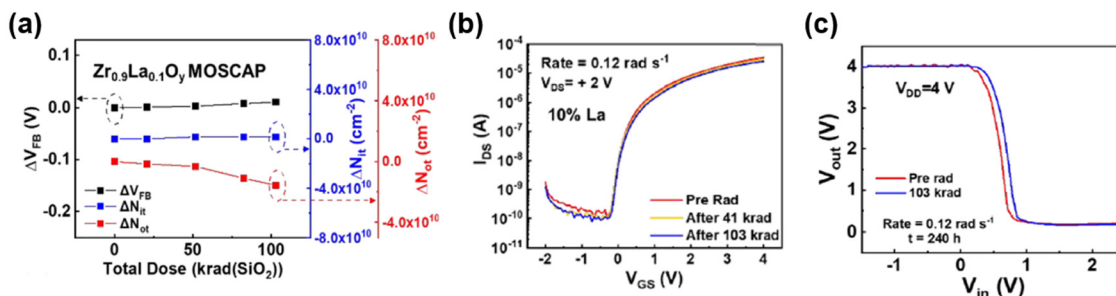 (a)
Zr0.9La0.1Oy MOSCAP
ΔVFB (V)
0.1
0.0
-0.1
-0.2
ΔVFB
ΔNit
ΔNot
0
20
40
60
80
100
Total Dose (krad(SiO2))
8.0x10^10
4.0x10^10
0.0
-4.0x10^10
-8.0x10^10
ΔNit (cm-2)
8.0x10^10
4.0x10^10
0.0
-4.0x10^10
ΔNot (cm-2)
(b)
IDS (A)
10^-4
10^-5
10^-6
10^-7
10^-8
10^-9
10^-10
10^-11
Rate = 0.12 rad s-1
VDS= + 2 V
10% La
Pre Rad
After 41 krad
After 103 krad
-2 -1 0 1 2 3 4
VGS (V)
(c)
Vout (V)
4
3
2
1
0
VDD=4 V
Pre rad
103 krad
Rate = 0.12 rad s-1
t = 240 h
-1 0 1 2
Vin (V)